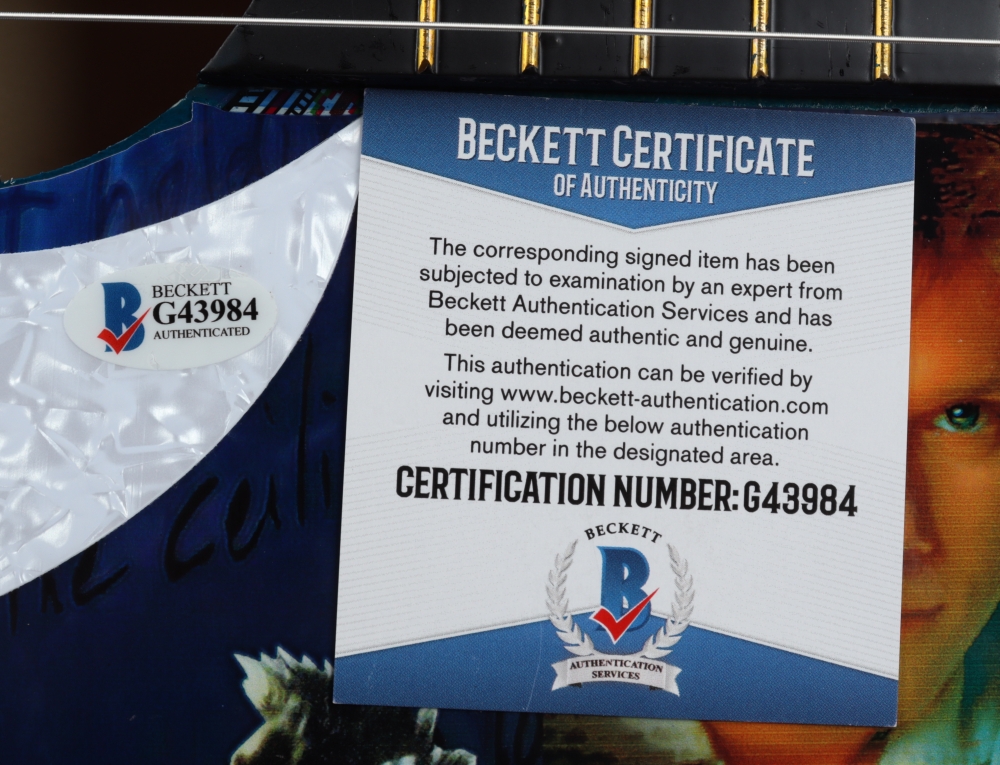 BECKETT CERTIFICATE
OF AUTHENTICITY
The corresponding signed item has been
subjected to examination by an expert from
Beckett Authentication Services and has
been deemed authentic and genuine.
This authentication can be verified by
visiting www.beckett-authentication.com
and utilizing the below authentication
number in the designated area.
CERTIFICATION NUMBER: G43984
BECKETT
B
AUTHENTICATION
SERVICES
B
BECKETT
G43984
AUTHENTICATED
the ceili